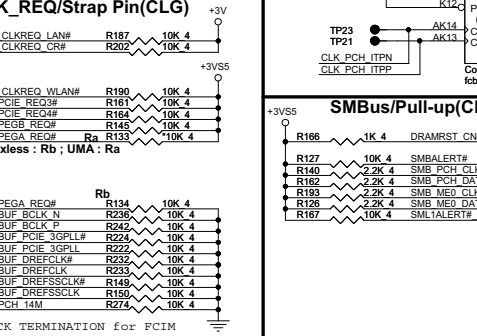 K_REQ/Strap Pin(CLG)
+3V
CLKREQ_LAN# R187 10K_4
CLKREQ_CR# R202 10K_4
+3VS5
CLKREQ_WLAN# R190 10K_4
PCIE_REQ3# R161 10K_4
PCIE_REQ4# R164 10K_4
PEGB_REQ# R145 10K_4
PEGA_REQ# Ra R133 *10K_4
xless : Rb ; UMA : Ra
Rb
PEGA_REQ# R134 10K_4
BUF_BCLK_N R236 10K_4
BUF_BCLK_P R242 10K_4
BUF_PCIE_3GPLL# R224 10K_4
BUF_PCIE_3GPLL R222 10K_4
BUF_DREFCLK# R232 10K_4
BUF_DREFCLK R233 10K_4
BUF_DREFSSCLK# R149 10K_4
BUF_DREFSSCLK R150 10K_4
PCH_14M R274 10K_4
CK TERMINATION for FCIM
K12
P
TP23 AK14 C
TP21 AK13 C
CLK_PCH_ITPN
CLK_PCH_ITPP
Co
fcb
SMBus/Pull-up(Cl
+3VS5
R166 1K_4 DRAMRST_CN
R127 10K_4 SMBALERT#
R140 2.2K_4 SMB_PCH_CLK
R162 2.2K_4 SMB_PCH_DA
R193 2.2K_4 SMB_ME0_CLK
R126 2.2K_4 SMB_ME0_DA
R167 10K_4 SML1ALERT#